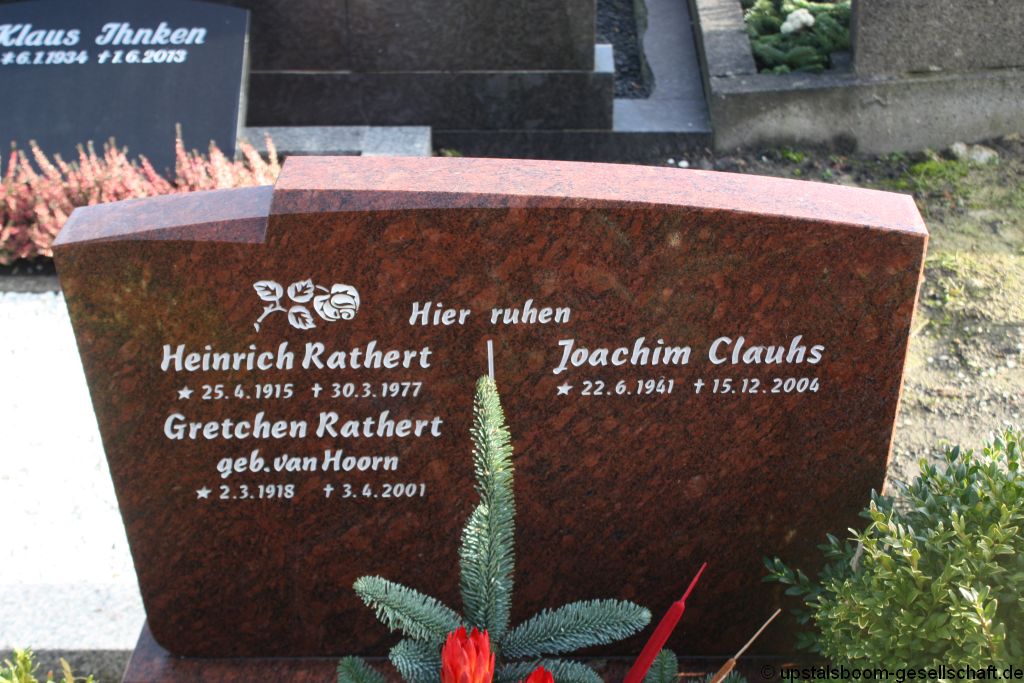 Klaus Ihnken
* 6.1.1934 † 1.6.2013
Hier ruhen
Heinrich Rathert
* 25.4.1915 † 30.3.1977
Gretchen Rathert
geb. van Hoorn
* 2.3.1918 † 3.4.2001
Joachim Clauhs
* 22.6.1941 † 15.12.2004
© upstalsboom-gesellschaft.de